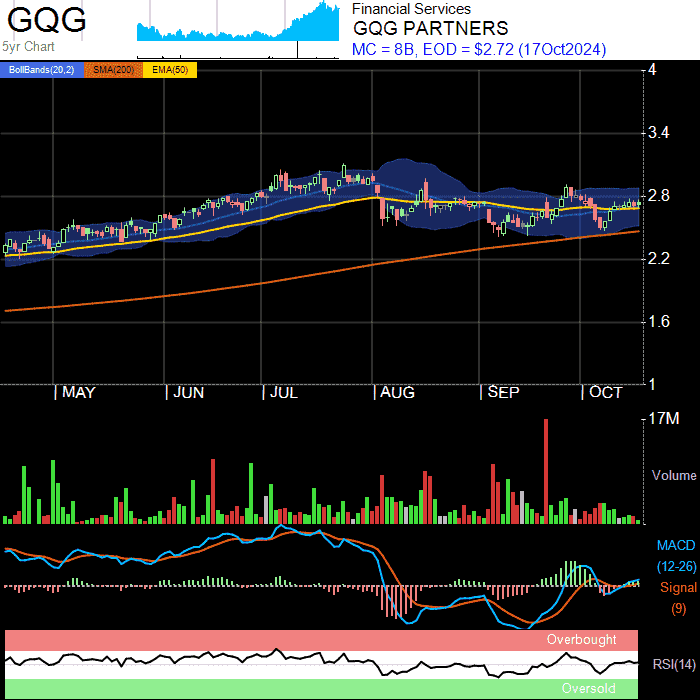 GQG
5yr Chart
Financial Services
GQG PARTNERS
MC = 8B, EOD = $2.72 (17Oct2024)
BollBands(20,2) SMA(200) EMA(50)
4
3.4
2.8
2.2
1.6
1
MAY JUN JUL AUG SEP OCT
17M
Volume
MACD
(12-26)
Signal
(9)
Overbought
RSI(14)
Oversold